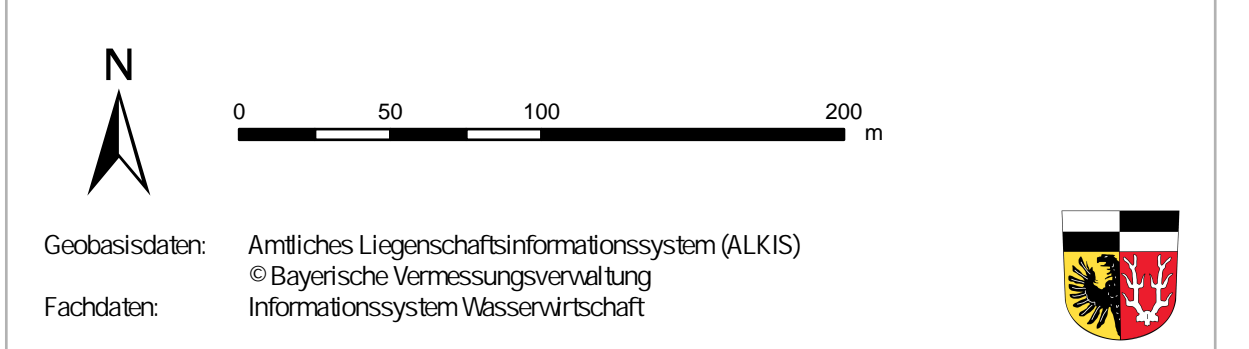 N
0 50 100 200
m
Geobasisdaten: Amtliches Liegenschaftsinformationssystem (ALKIS)
© Bayerische Vermessungsverwaltung
Fachdaten: Informationssystem Wasserwirtschaft